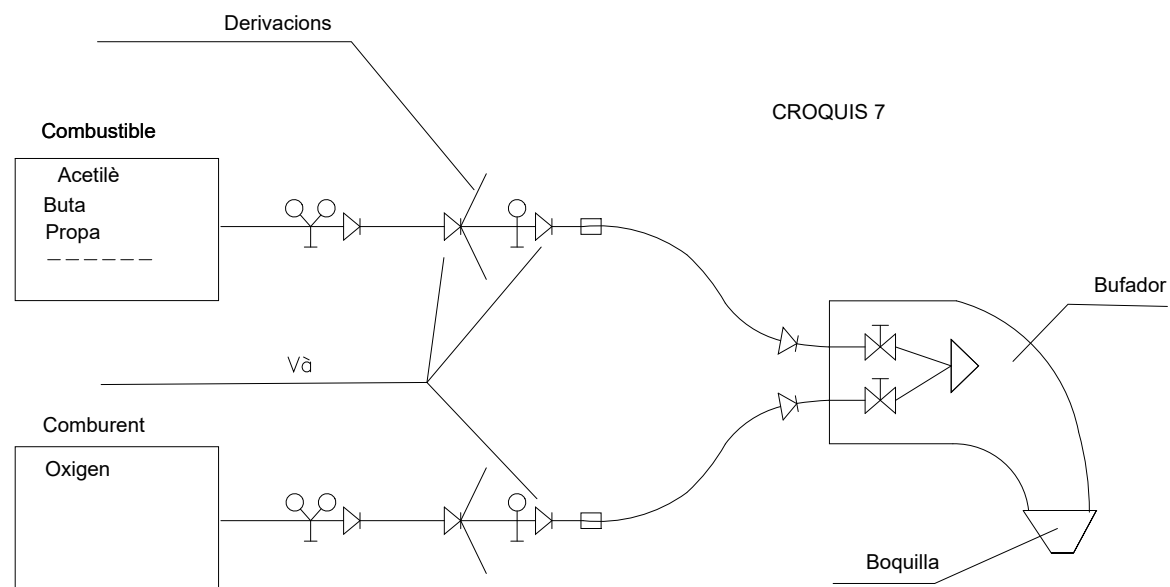 Derivacions
CROQUIS 7
Combustible
Acetilè
Buta
Propa
Bufador
Và
Comburent
Oxigen
Boquilla